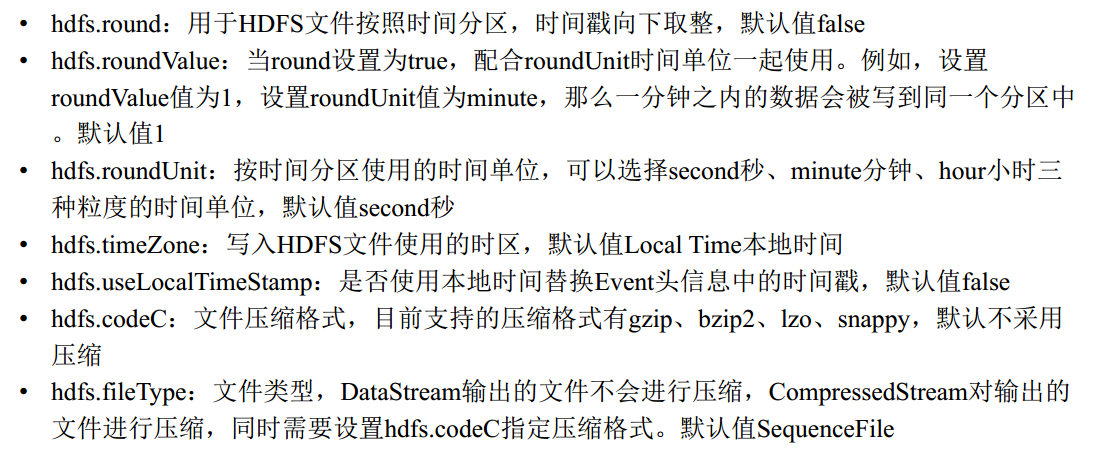 • hdfs.round：用于HDFS文件按照时间分区，时间戳向下取整，默认值false
• hdfs.roundValue：当round设置为true，配合roundUnit时间单位一起使用。例如，设置
roundValue值为1，设置roundUnit值为minute，那么一分钟之内的数据会被写到同一个分区中
。默认值1
• hdfs.roundUnit：按时间分区使用的时间单位，可以选择second秒、minute分钟、hour小时三
种粒度的时间单位，默认值second秒
• hdfs.timeZone：写入HDFS文件使用的时区，默认值Local Time本地时间
• hdfs.useLocalTimeStamp：是否使用本地时间替换Event头信息中的时间戳，默认值false
• hdfs.codeC：文件压缩格式，目前支持的压缩格式有gzip、bzip2、lzo、snappy，默认不采用
压缩
• hdfs.fileType：文件类型，DataStream输出的文件不会进行压缩，CompressedStream对输出的
文件进行压缩，同时需要设置hdfs.codeC指定压缩格式。默认值SequenceFile